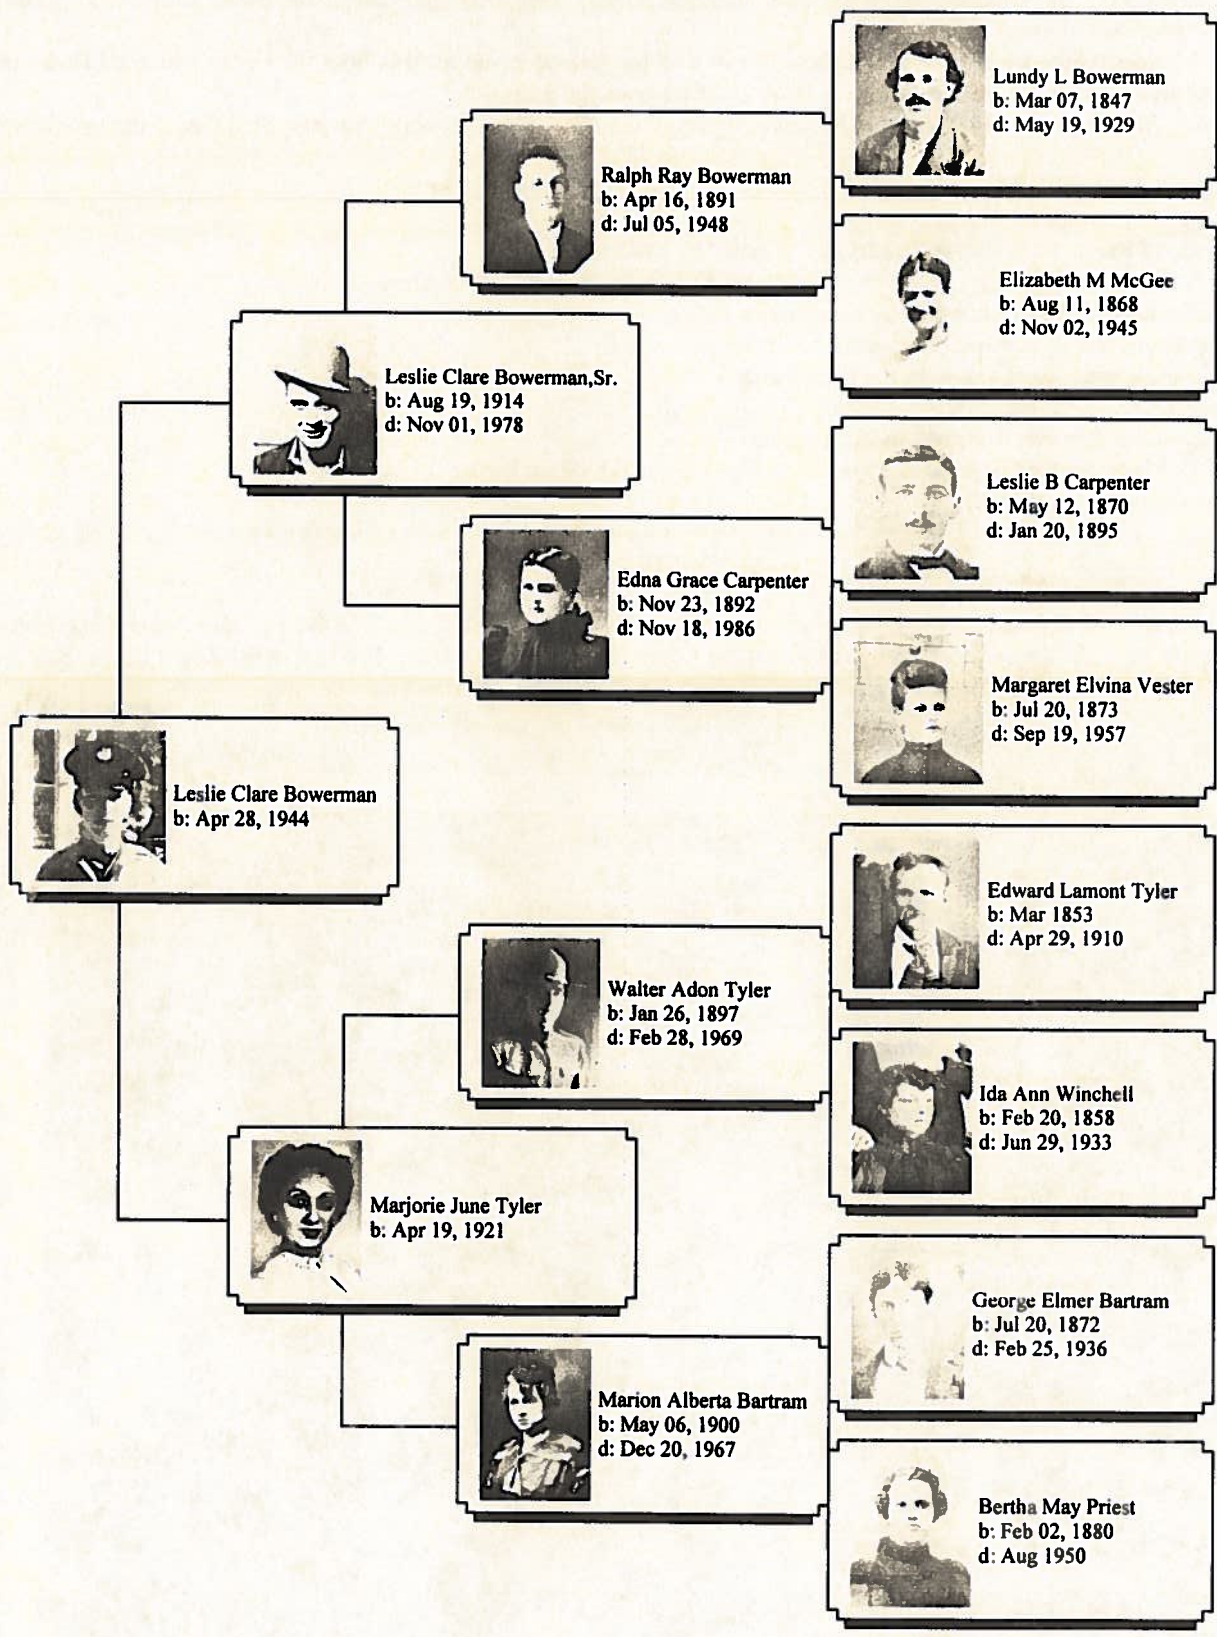 Lundy L Bowerman
b: Mar 07, 1847
d: May 19, 1929
Ralph Ray Bowerman
b: Apr 16, 1891
d: Jul 05, 1948
Elizabeth M McGee
b: Aug 11, 1868
d: Nov 02, 1945
Leslie Clare Bowerman,Sr.
b: Aug 19, 1914
d: Nov 01, 1978
Leslie B Carpenter
b: May 12, 1870
d: Jan 20, 1895
Edna Grace Carpenter
b: Nov 23, 1892
d: Nov 18, 1986
Margaret Elvina Vester
b: Jul 20, 1873
d: Sep 19, 1957
Leslie Clare Bowerman
b: Apr 28, 1944
Edward Lamont Tyler
b: Mar 1853
d: Apr 29, 1910
Walter Adon Tyler
b: Jan 26, 1897
d: Feb 28, 1969
Ida Ann Winchell
b: Feb 20, 1858
d: Jun 29, 1933
Marjorie June Tyler
b: Apr 19, 1921
George Elmer Bartram
b: Jul 20, 1872
d: Feb 25, 1936
Marion Alberta Bartram
b: May 06, 1900
d: Dec 20, 1967
Bertha May Priest
b: Feb 02, 1880
d: Aug 1950